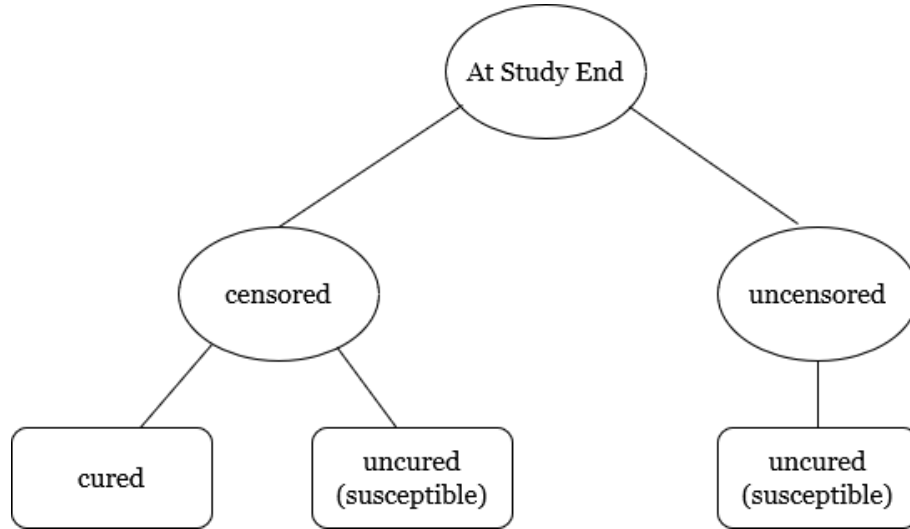 At Study End
censored
uncensored
cured
uncured
(susceptible)
uncured
(susceptible)